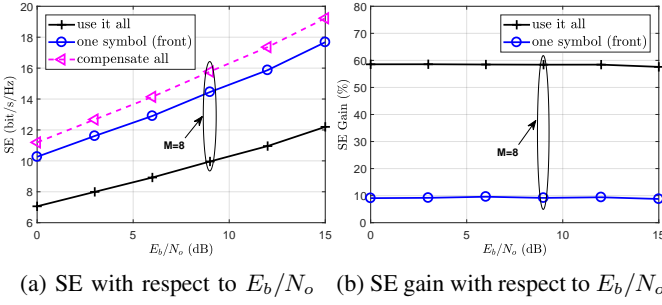 20
18
16
14
12
10
8
6
0
5
10
15
SE (bit/s/Hz)
E_b/N_o (dB)
use it all
one symbol (front)
compensate all
M=8
80
70
60
50
40
30
20
10
0
0
5
10
15
SE Gain (%)
E_b/N_o (dB)
use it all
one symbol (front)
M=8
(a) SE with respect to E_b/N_o
(b) SE gain with respect to E_b/N_o